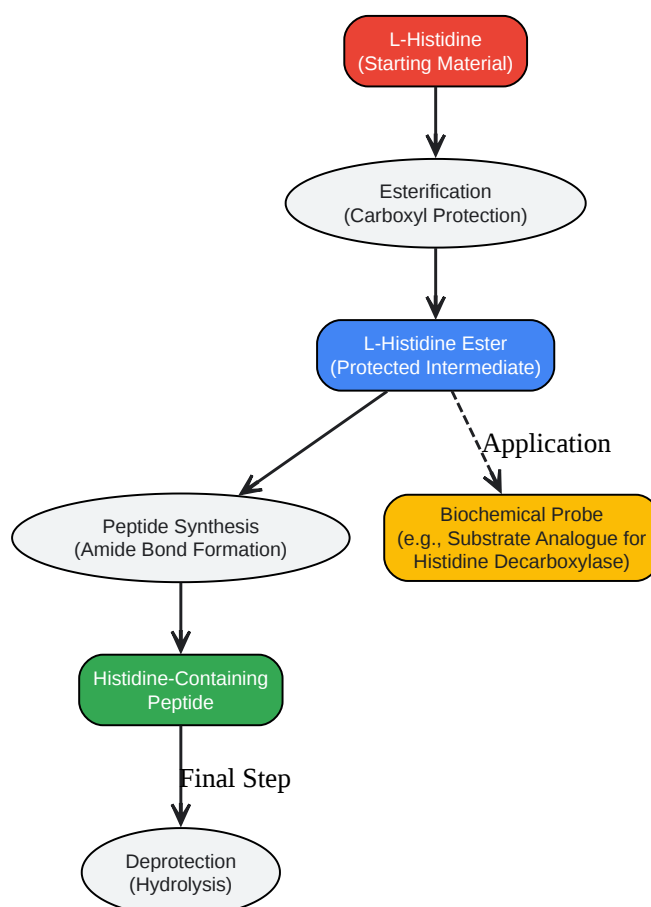 L-Histidine
(Starting Material)
Esterification
(Carboxyl Protection)
L-Histidine Ester
(Protected Intermediate)
Application
Peptide Synthesis
(Amide Bond Formation)
Biochemical Probe
(e.g., Substrate Analogue for
Histidine Decarboxylase)
Histidine-Containing
Peptide
Final Step
Deprotection
(Hydrolysis)